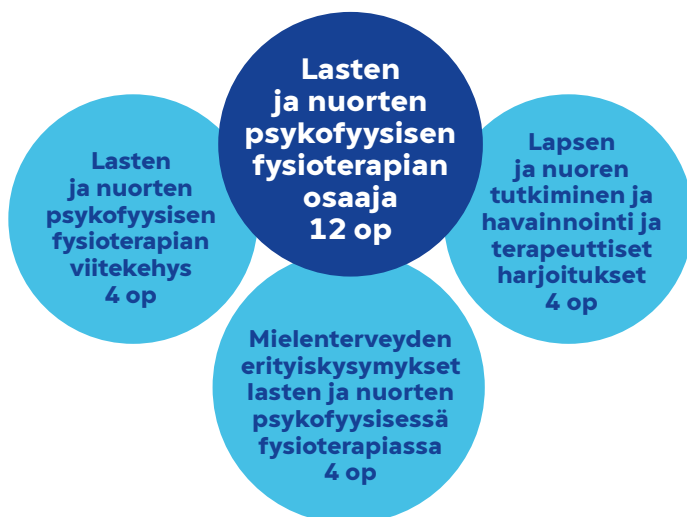 Lasten
ja nuorten
psykofyysisen
fysioterapian
osaaja
12 op
Lasten
ja nuorten
psykofyysisen
fysioterapian
viitekehys
4 op
Lapsen
ja nuoren
tutkiminen ja
havainnointi ja
terapeuttiset
harjoitukset
4 op
Mielenterveyden
erityiskysymykset
lasten ja nuorten
psykofyysisessä
fysioterapiassa
4 op